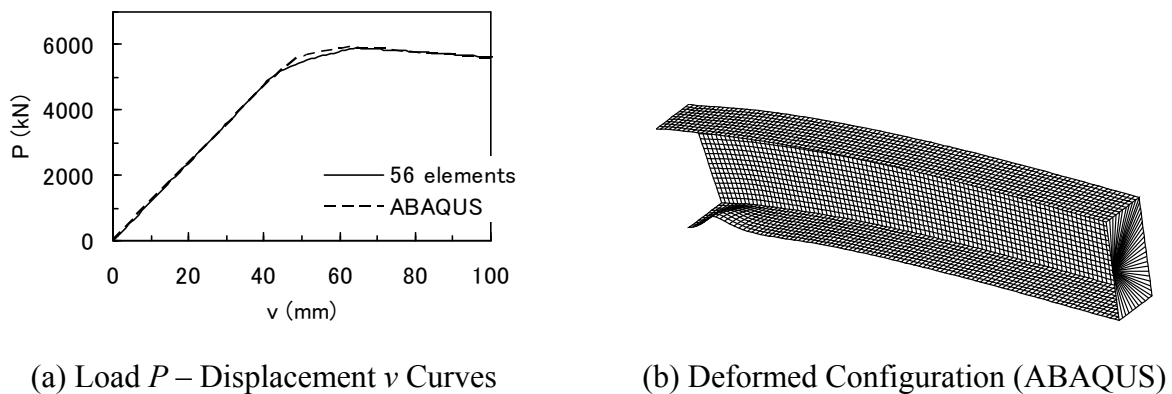 6000
4000
2000
0
P (kN)
56 elements
ABAQUS
0 20 40 60 80 100
v (mm)
(a) Load P – Displacement v Curves
(b) Deformed Configuration (ABAQUS)